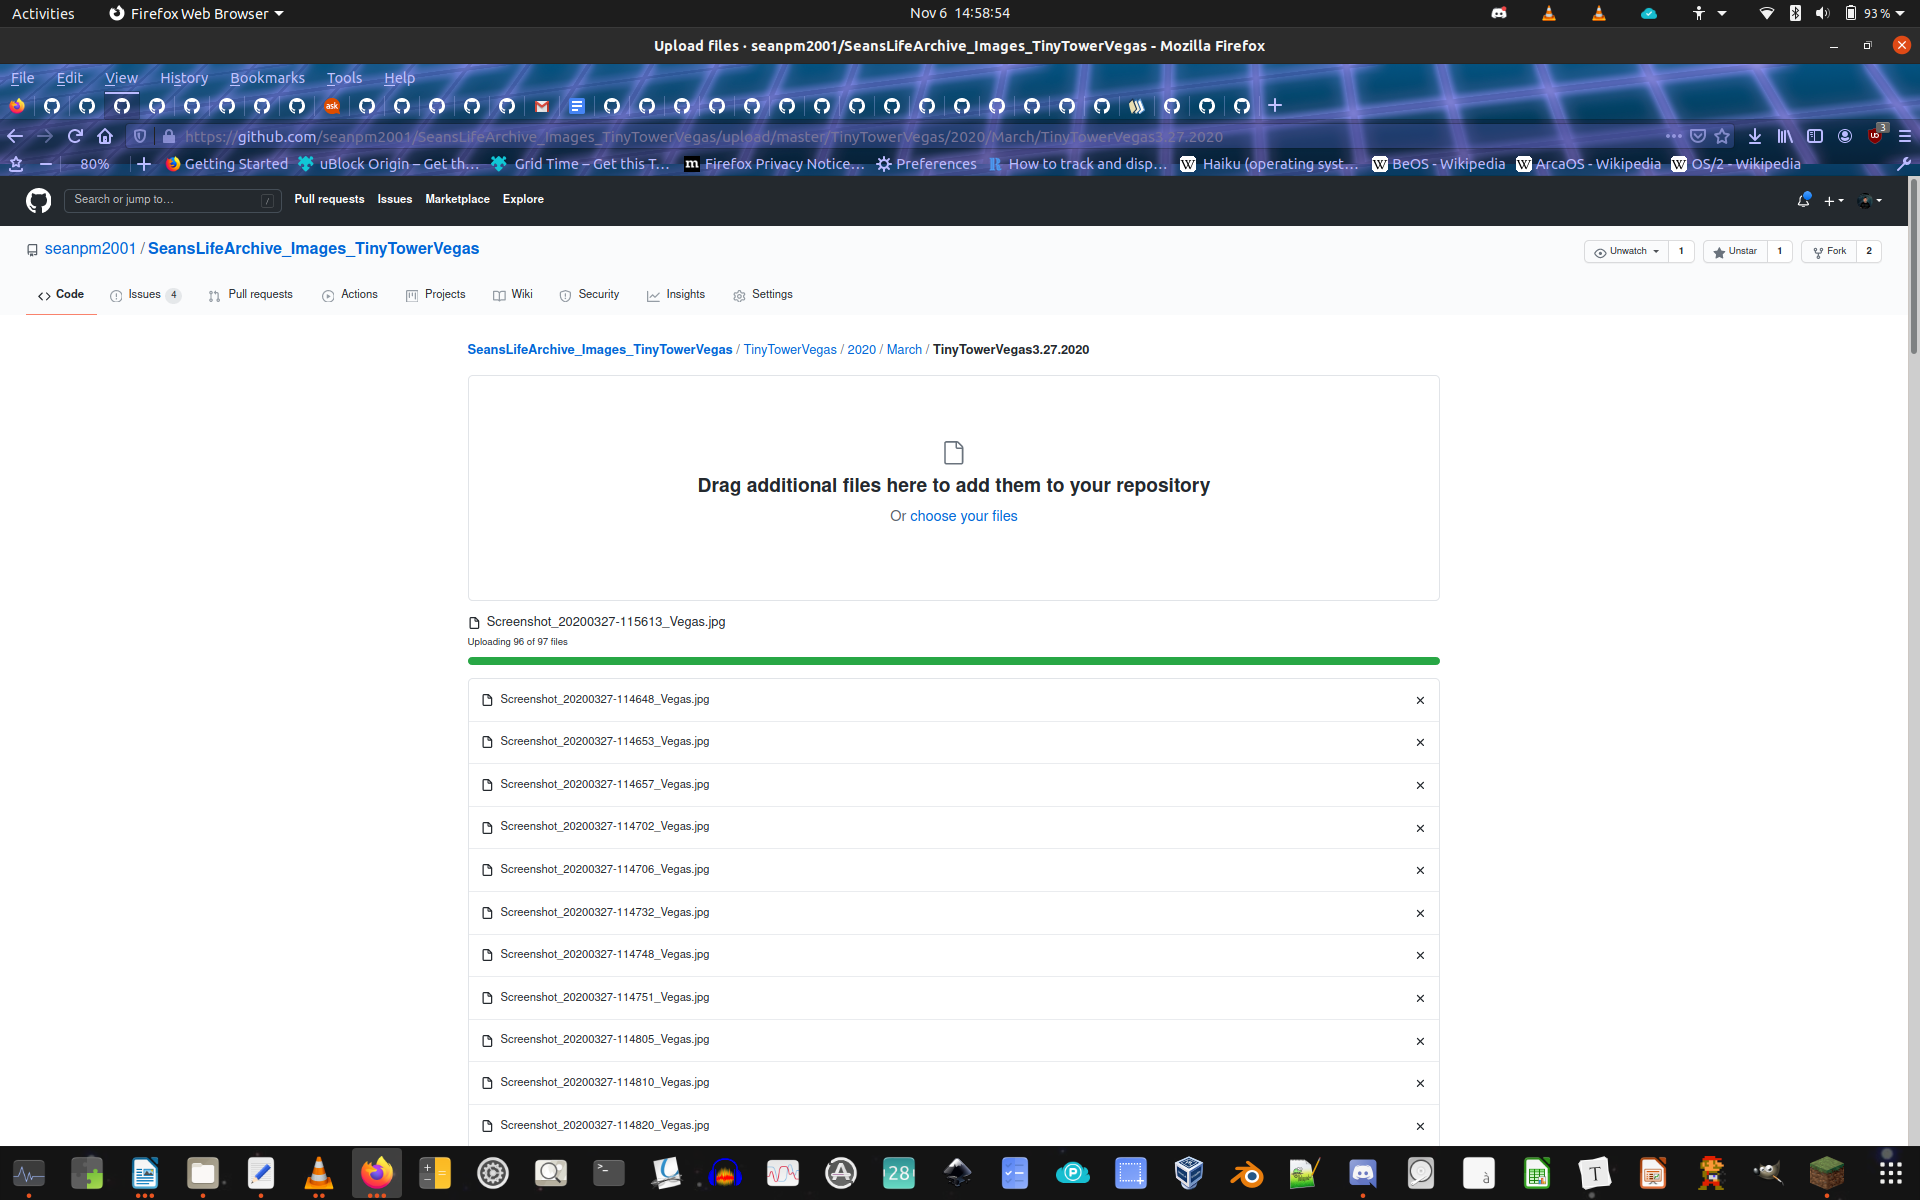 Activities
Firefox Web Browser
Nov 6 14:58:54
93 %
Upload files · seanpm2001/SeansLifeArchive_Images_TinyTowerVegas - Mozilla Firefox
File Edit View History Bookmarks Tools Help
ask
https://github.com/seanpm2001/SeansLifeArchive_Images_TinyTowerVegas/upload/master/TinyTowerVegas/2020/March/TinyTowerVegas3.27.2020
3
80%
Getting Started
uBlock Origin – Get th…
Grid Time – Get this T…
m Firefox Privacy Notice…
Preferences
R How to track and disp…
W Haiku (operating syst…
W BeOS - Wikipedia
W ArcaOS - Wikipedia
W OS/2 - Wikipedia
Search or jump to…
/
Pull requests Issues Marketplace Explore
seanpm2001 / SeansLifeArchive_Images_TinyTowerVegas
Unwatch 1
Unstar 1
Fork 2
Code
Issues 4
Pull requests
Actions
Projects
Wiki
Security
Insights
Settings
SeansLifeArchive_Images_TinyTowerVegas / TinyTowerVegas / 2020 / March / TinyTowerVegas3.27.2020
Drag additional files here to add them to your repository
Or choose your files
Screenshot_20200327-115613_Vegas.jpg
Uploading 96 of 97 files
Screenshot_20200327-114648_Vegas.jpg
Screenshot_20200327-114653_Vegas.jpg
Screenshot_20200327-114657_Vegas.jpg
Screenshot_20200327-114702_Vegas.jpg
Screenshot_20200327-114706_Vegas.jpg
Screenshot_20200327-114732_Vegas.jpg
Screenshot_20200327-114748_Vegas.jpg
Screenshot_20200327-114751_Vegas.jpg
Screenshot_20200327-114805_Vegas.jpg
Screenshot_20200327-114810_Vegas.jpg
Screenshot_20200327-114820_Vegas.jpg
28